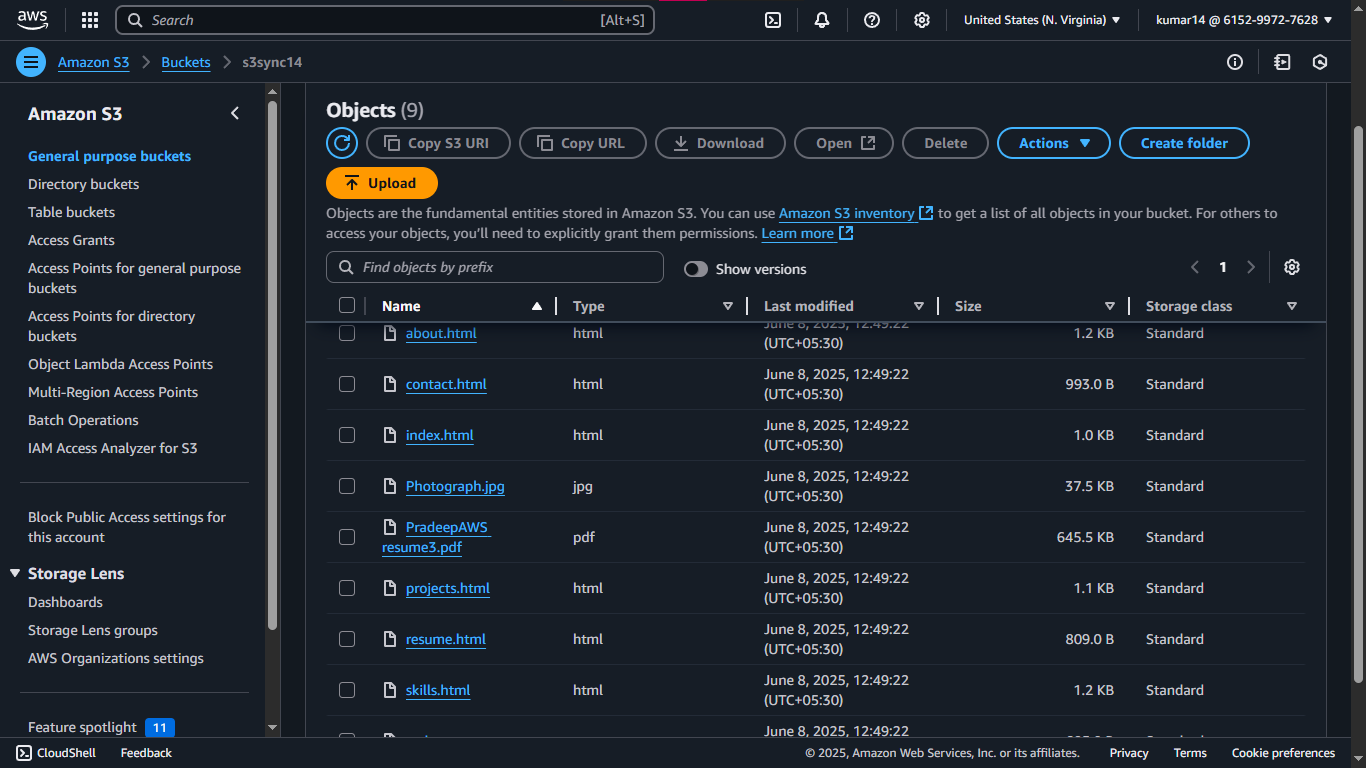 aws
Search [Alt+S]
United States (N. Virginia)
kumar14 @ 6152-9972-7628
Amazon S3
Buckets
s3sync14
Amazon S3
General purpose buckets
Directory buckets
Table buckets
Access Grants
Access Points for general purpose
buckets
Access Points for directory
buckets
Object Lambda Access Points
Multi-Region Access Points
Batch Operations
IAM Access Analyzer for S3
Block Public Access settings for
this account
Storage Lens
Dashboards
Storage Lens groups
AWS Organizations settings
Feature spotlight 11
Objects (9)
Copy S3 URI
Copy URL
Download
Open
Delete
Actions
Create folder
Upload
Objects are the fundamental entities stored in Amazon S3. You can use Amazon S3 inventory to get a list of all objects in your bucket. For others to
access your objects, you'll need to explicitly grant them permissions. Learn more
Find objects by prefix
Show versions
1
Name Type Last modified Size Storage class
about.html html June 8, 2025, 12:49:22 1.2 KB Standard
(UTC+05:30)
contact.html html June 8, 2025, 12:49:22 993.0 B Standard
(UTC+05:30)
index.html html June 8, 2025, 12:49:22 1.0 KB Standard
(UTC+05:30)
Photograph.jpg jpg June 8, 2025, 12:49:22 37.5 KB Standard
(UTC+05:30)
PradeepAWS
resume3.pdf pdf June 8, 2025, 12:49:22 645.5 KB Standard
(UTC+05:30)
projects.html html June 8, 2025, 12:49:22 1.1 KB Standard
(UTC+05:30)
resume.html html June 8, 2025, 12:49:22 809.0 B Standard
(UTC+05:30)
skills.html html June 8, 2025, 12:49:22 1.2 KB Standard
(UTC+05:30)
June 8, 2025, 12:49:22
CloudShell
Feedback
© 2025, Amazon Web Services, Inc. or its affiliates.
Privacy
Terms
Cookie preferences